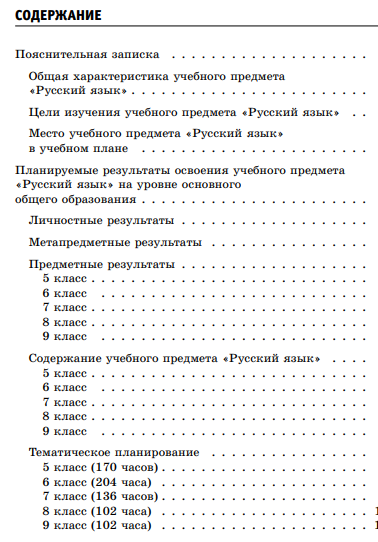 СОДЕРЖАНИЕ
Пояснительная записка . . . . . . . . . . . . . . . . .
Общая характеристика учебного предмета
«Русский язык» . . . . . . . . . . . . . . . . . . . .
Цели изучения учебного предмета «Русский язык» . .
Место учебного предмета «Русский язык»
в учебном плане . . . . . . . . . . . . . . . . . . . .
Планируемые результаты освоения учебного предмета
«Русский язык» на уровне основного
общего образования . . . . . . . . . . . . . . . . . . .
Личностные результаты . . . . . . . . . . . . . . . .
Метапредметные результаты . . . . . . . . . . . . . .
Предметные результаты . . . . . . . . . . . . . . . .
5 класс . . . . . . . . . . . . . . . . . . . . . . .
6 класс . . . . . . . . . . . . . . . . . . . . . . .
7 класс . . . . . . . . . . . . . . . . . . . . . . .
8 класс . . . . . . . . . . . . . . . . . . . . . . .
9 класс . . . . . . . . . . . . . . . . . . . . . . .
Содержание учебного предмета «Русский язык» . . . .
5 класс . . . . . . . . . . . . . . . . . . . . . . .
6 класс . . . . . . . . . . . . . . . . . . . . . . .
7 класс . . . . . . . . . . . . . . . . . . . . . . .
8 класс . . . . . . . . . . . . . . . . . . . . . . .
9 класс . . . . . . . . . . . . . . . . . . . . . . .
Тематическое планирование . . . . . . . . . . . . . .
5 класс (170 часов) . . . . . . . . . . . . . . . . .
6 класс (204 часа) . . . . . . . . . . . . . . . . .
7 класс (136 часов) . . . . . . . . . . . . . . . . .
8 класс (102 часа) . . . . . . . . . . . . . . . . . 1
9 класс (102 часа) . . . . . . . . . . . . . . . . . 1